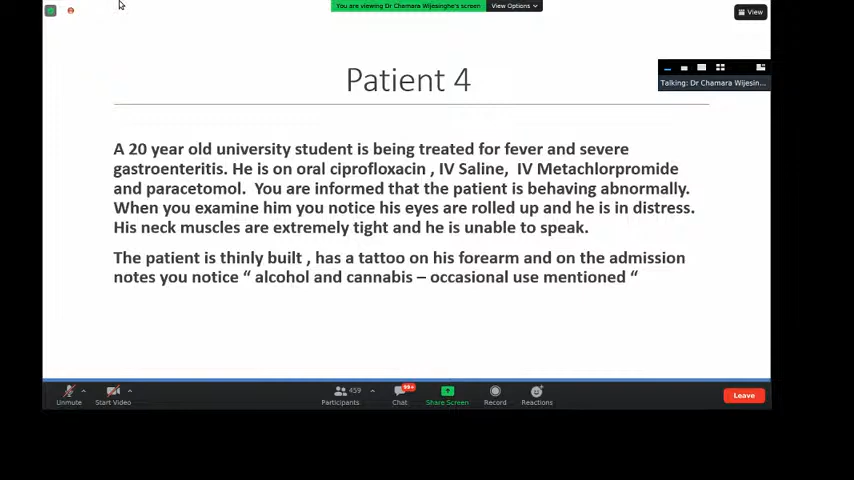 You are viewing Dr Chamara Wijesinghe's screen
View Options
View
Talking: Dr Chamara Wijesin...
Patient 4
A 20 year old university student is being treated for fever and severe
gastroenteritis. He is on oral ciprofloxacin , IV Saline, IV Metachlorpromide
and paracetomol. You are informed that the patient is behaving abnormally.
When you examine him you notice his eyes are rolled up and he is in distress.
His neck muscles are extremely tight and he is unable to speak.
The patient is thinly built , has a tattoo on his forearm and on the admission
notes you notice “ alcohol and cannabis – occasional use mentioned “
Unmute
Start Video
459
Participants
99+
Chat
Share Screen
Record
Reactions
Leave